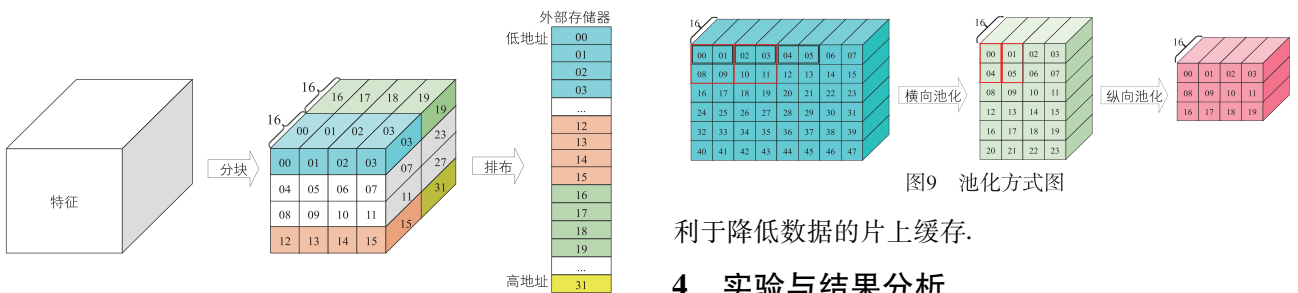 特征
分块
16
16
16 17 18 19
00 01 02 03
00 01 02 03
04 05 06 07
08 09 10 11
12 13 14 15
03 19
07 23
11 27
15 31
排布
外部存储器
低地址
00
01
02
03
...
12
13
14
15
16
17
18
19
...
高地址
31
16
00 01 02 03 04 05 06 07
08 09 10 11 12 13 14 15
16 17 18 19 20 21 22 23
24 25 26 27 28 29 30 31
32 33 34 35 36 37 38 39
40 41 42 43 44 45 46 47
横向池化
16
00 01 02 03
04 05 06 07
08 09 10 11
12 13 14 15
16 17 18 19
20 21 22 23
纵向池化
16
00 01 02 03
08 09 10 11
16 17 18 19
图9 池化方式图
利于降低数据的片上缓存.
4 实验与结果分析